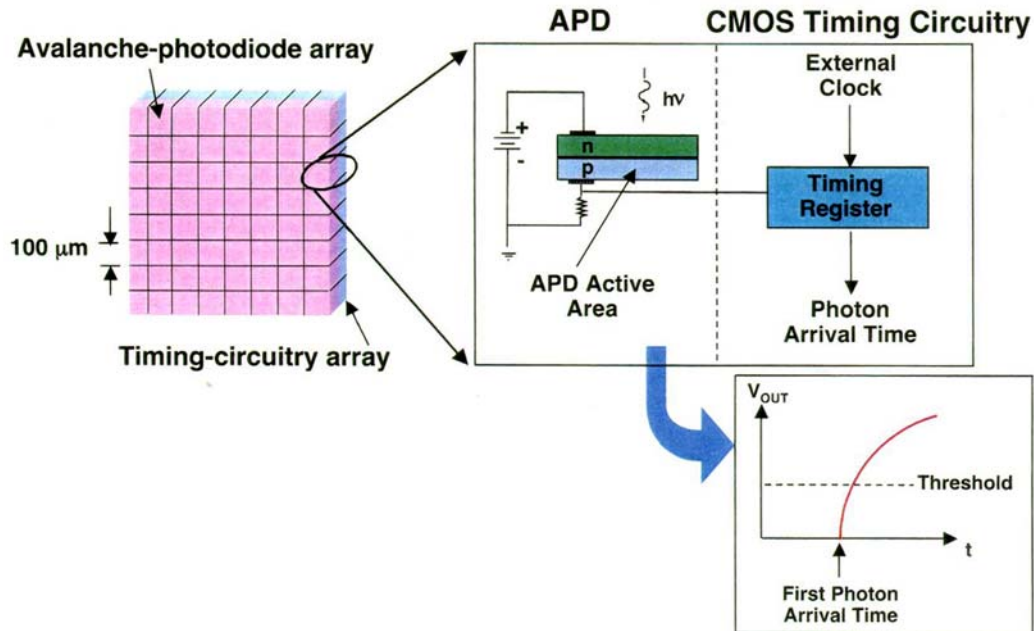 APD
CMOS Timing Circuitry
Avalanche-photodiode array
100 μm
Timing-circuitry array
+
-
n
p
hν
APD Active
Area
External
Clock
Timing
Register
Photon
Arrival Time
V_OUT
Threshold
t
First Photon
Arrival Time